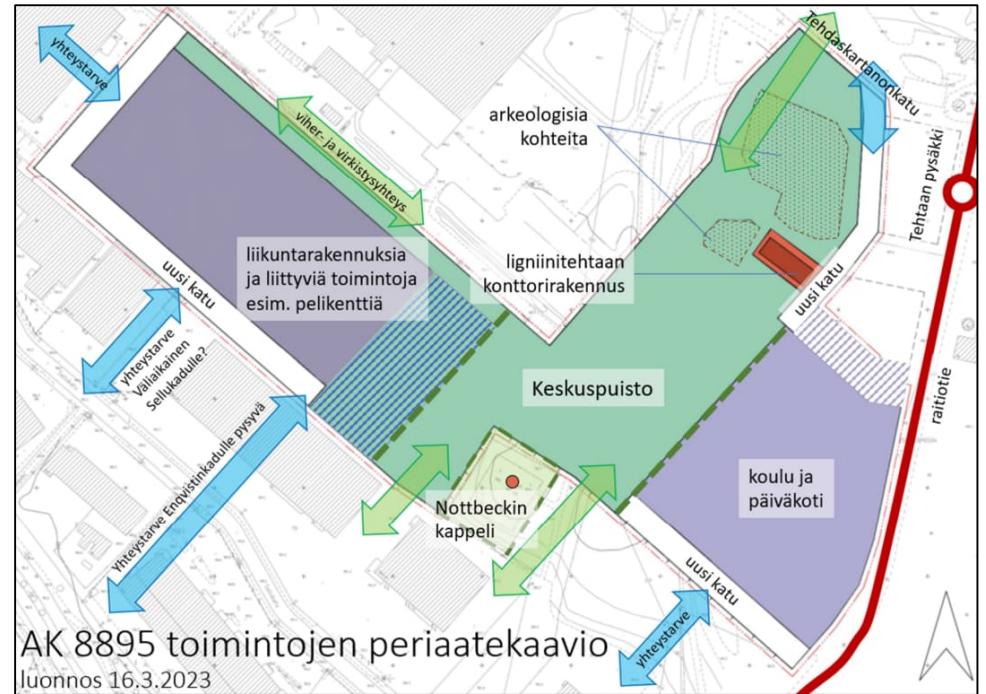 yhteystarve
viher- ja virkistysyhteys
arkeologisia
kohteita
Tehdaskartanonkatu
Tehtaan pysäkki
liikuntarakennuksia
ja liittyviä toimintoja
esim. pelikenttiä
ligniinitehtaan
konttorirakennus
uusi katu
uusi katu
yhteystarve
Väliaikainen
Sellukadulle?
Keskuspuisto
raitiotie
Yhteystarve Enqvistinkadulle pysyvä
Nottbeckin
kappeli
koulu ja
päiväkoti
uusi katu
yhteystarve
AK 8895 toimintojen periaatekaavio
luonnos 16.3.2023